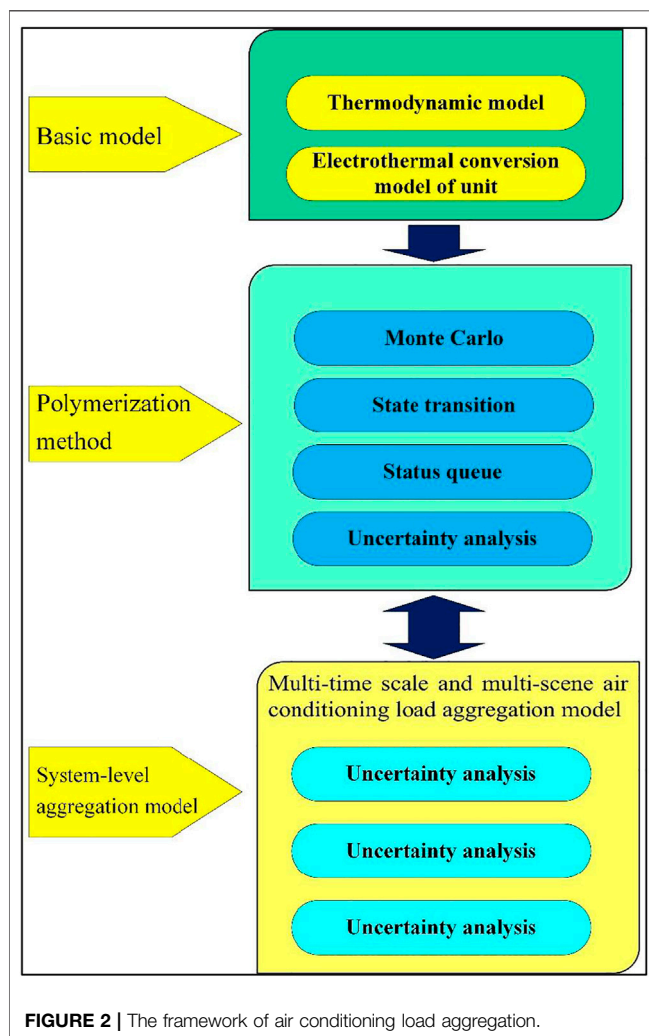 Basic model
Thermodynamic model
Electrothermal conversion
model of unit
Polymerization
method
Monte Carlo
State transition
Status queue
Uncertainty analysis
System-level
aggregation model
Multi-time scale and multi-scene air
conditioning load aggregation model
Uncertainty analysis
Uncertainty analysis
Uncertainty analysis
FIGURE 2 | The framework of air conditioning load aggregation.